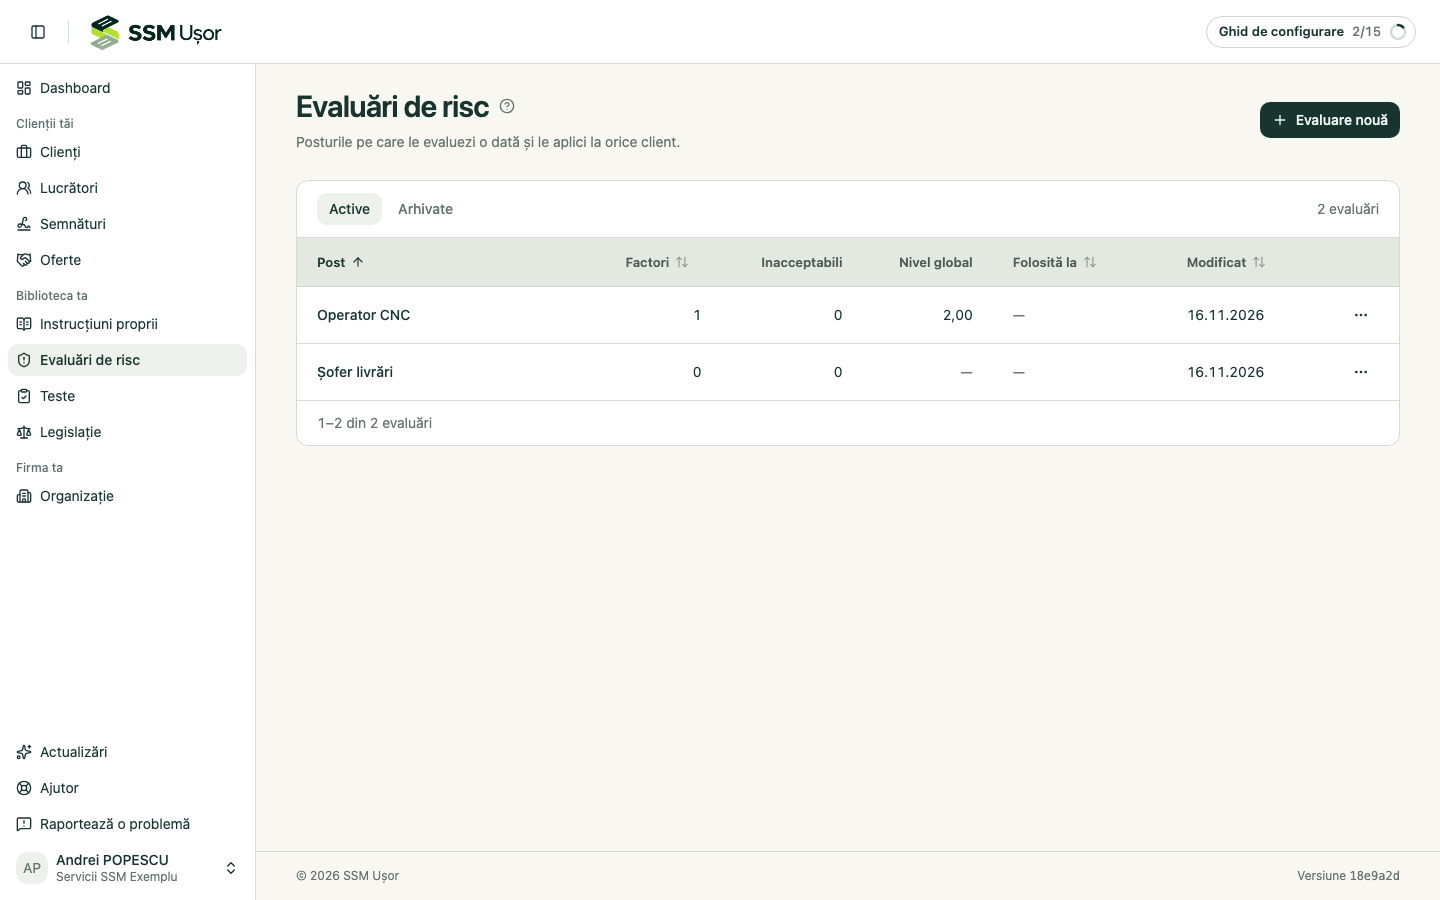 SSM Ușor
Ghid de configurare 2/15
Dashboard
Clienții tăi
Clienți
Lucrători
Semnături
Oferte
Biblioteca ta
Instrucțiuni proprii
Evaluări de risc
Teste
Legislație
Firma ta
Organizație
Actualizări
Ajutor
Raportează o problemă
AP
Andrei POPESCU
Servicii SSM Exemplu
Evaluări de risc
Posturile pe care le evaluezi o dată și le aplici la orice client.
+ Evaluare nouă
Active Arhivate 2 evaluări
Post Factori Inacceptabili Nivel global Folosită la Modificat
Operator CNC 1 0 2,00 — 16.11.2026
Șofer livrări 0 0 — — 16.11.2026
1–2 din 2 evaluări
© 2026 SSM Ușor
Versiune 18e9a2d